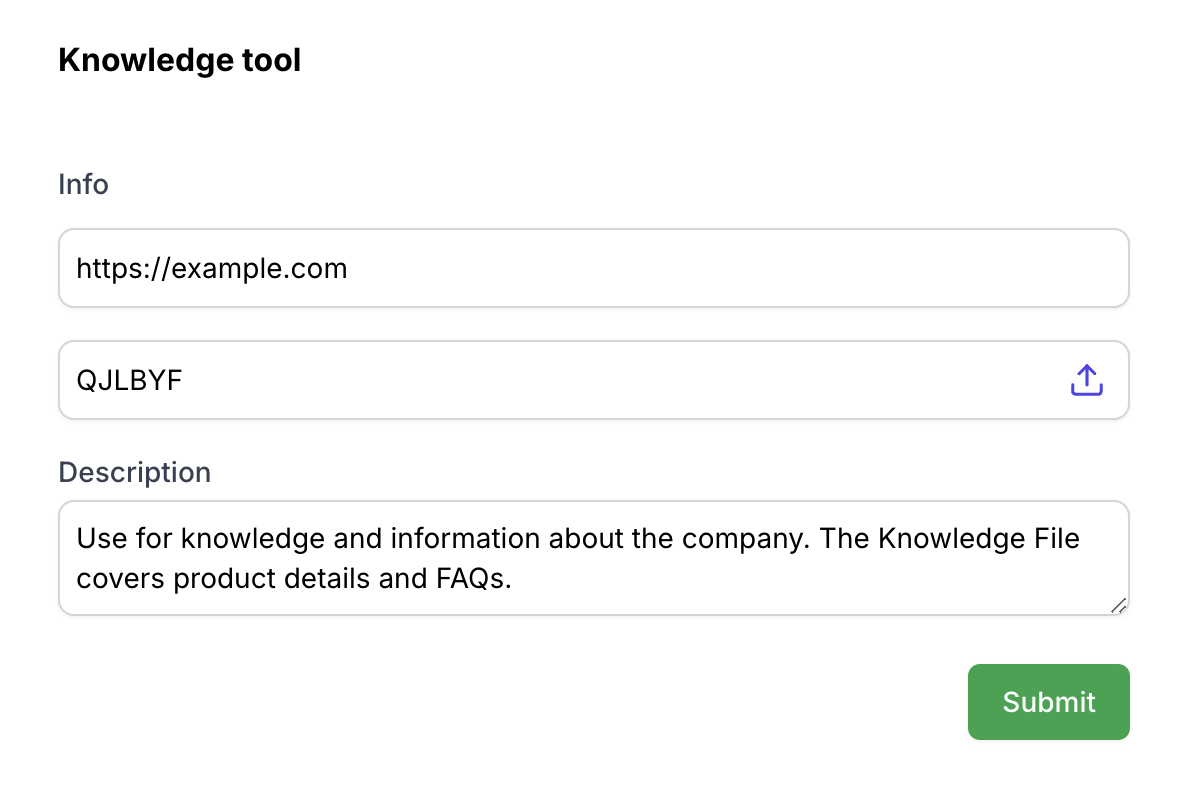 Knowledge tool
Info
https://example.com
QJLBYF
Description
Use for knowledge and information about the company. The Knowledge File
covers product details and FAQs.
Submit